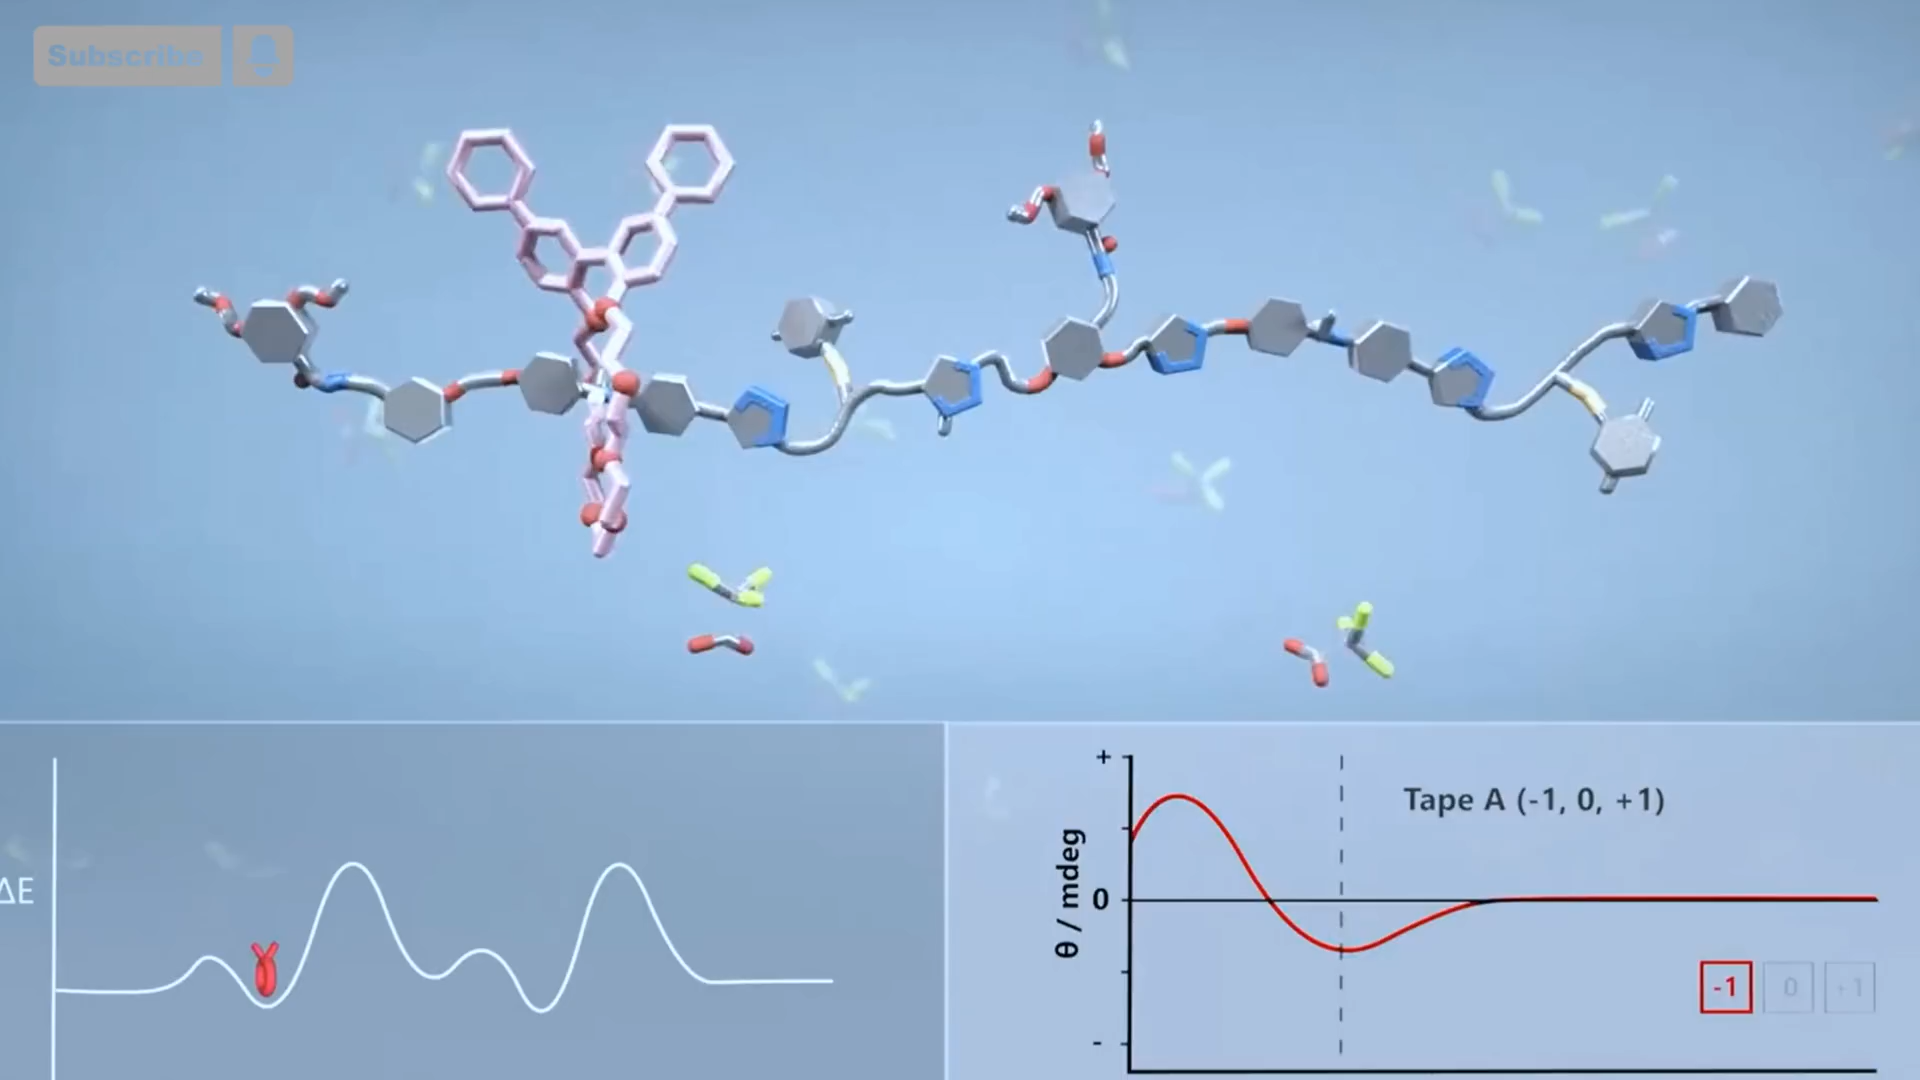 Subscribe
ΔE
+
0
-
θ / mdeg
Tape A (-1, 0, +1)
-1
0
+1